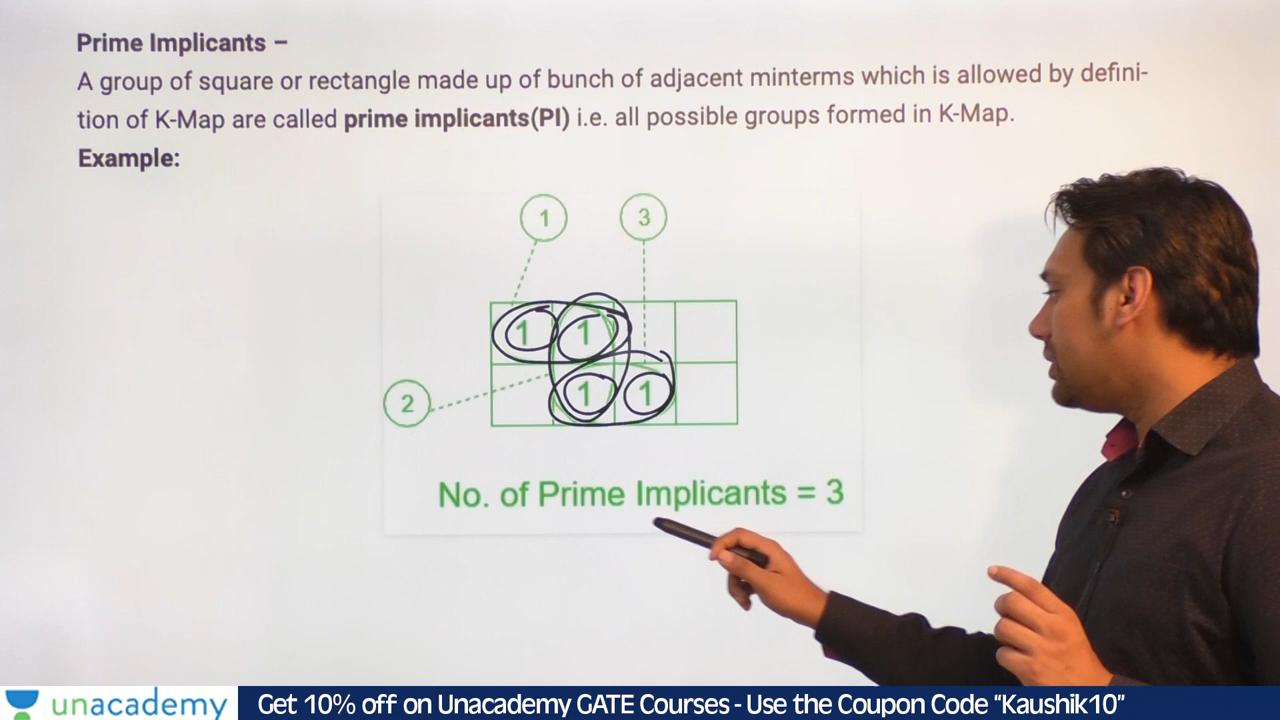 Prime Implicants –
A group of square or rectangle made up of bunch of adjacent minterms which is allowed by defini-
tion of K-Map are called prime implicants(PI) i.e. all possible groups formed in K-Map.
Example:
1 3
1 1
2
1 1
No. of Prime Implicants = 3
unacademy
Get 10% off on Unacademy GATE Courses - Use the Coupon Code “Kaushik10”